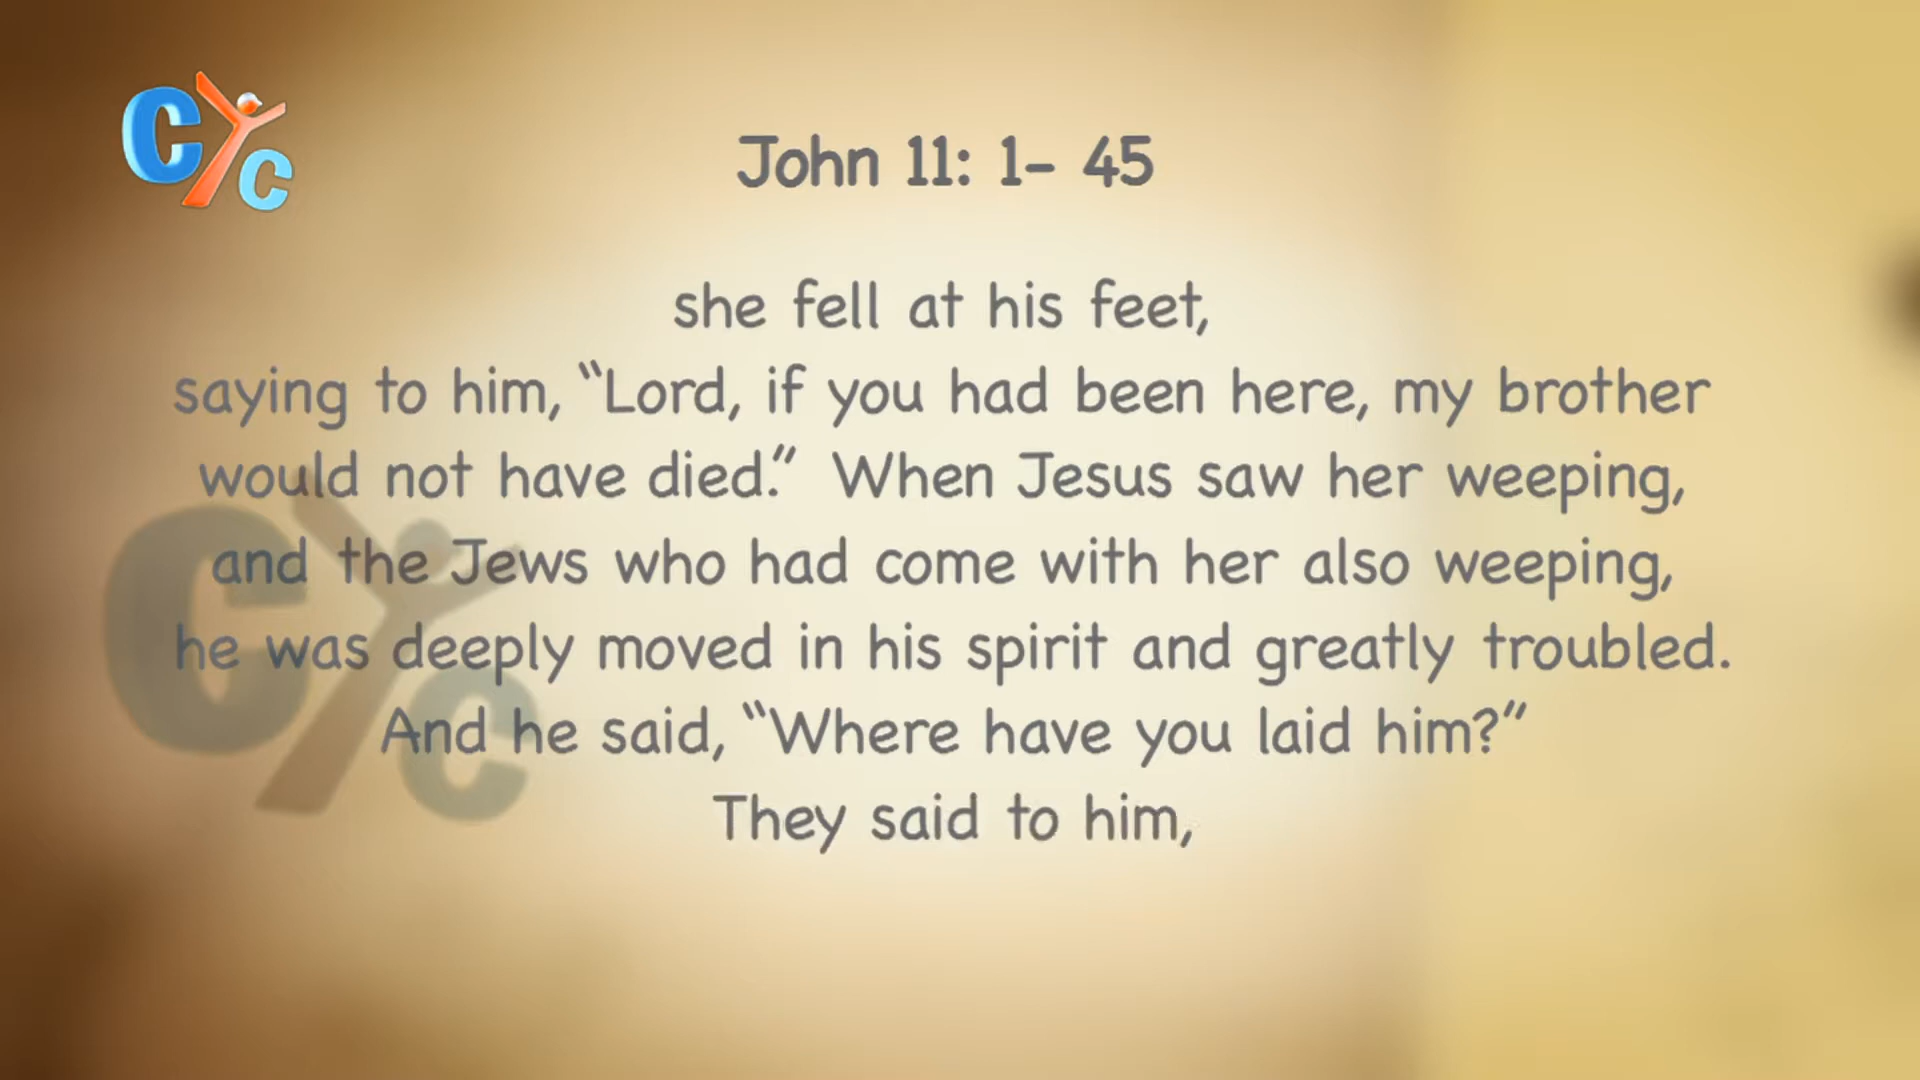 CYC
John 11: 1– 45
she fell at his feet,
saying to him, “Lord, if you had been here, my brother
would not have died.” When Jesus saw her weeping,
and the Jews who had come with her also weeping,
he was deeply moved in his spirit and greatly troubled.
And he said, “Where have you laid him?”
They said to him,
CYC